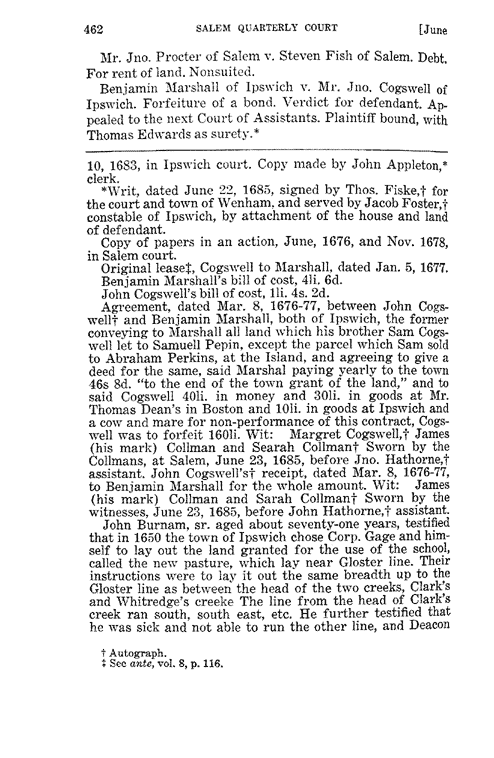 462 SALEM QUARTERLY COURT [June
Mr. Jno. Procter of Salem v. Steven Fish of Salem. Debt.
For rent of land. Nonsuited.
Benjamin Marshall of Ipswich v. Mr. Jno. Cogswell of
Ipswich. Forfeiture of a bond. Verdict for defendant. Ap-
pealed to the next Court of Assistants. Plaintiff bound, with
Thomas Edwards as surety.*
10, 1683, in Ipswich court. Copy made by John Appleton,*
clerk.
*Writ, dated June 22, 1685, signed by Thos. Fiske,† for
the court and town of Wenham, and served by Jacob Foster,†
constable of Ipswich, by attachment of the house and land
of defendant.
Copy of papers in an action, June, 1676, and Nov. 1678,
in Salem court.
Original lease‡, Cogswell to Marshall, dated Jan. 5, 1677.
Benjamin Marshall's bill of cost, 4li. 6d.
John Cogswell's bill of cost, 1li. 4s. 2d.
Agreement, dated Mar. 8, 1676-77, between John Cogs-
well† and Benjamin Marshall, both of Ipswich, the former
conveying to Marshall all land which his brother Sam Cogs-
well let to Samuell Pepin, except the parcel which Sam sold
to Abraham Perkins, at the Island, and agreeing to give a
deed for the same, said Marshal paying yearly to the town
46s 8d. "to the end of the town grant of the land," and to
said Cogswell 40li. in money and 30li. in goods at Mr.
Thomas Dean's in Boston and 10li. in goods at Ipswich and
a cow and mare for non-performance of this contract, Cogs-
well was to forfeit 160li. Wit: Margret Cogswell,† James
(his mark) Collman and Searah Collman† Sworn by the
Collmans, at Salem, June 23, 1685, before Jno. Hathorne,†
assistant. John Cogswell's† receipt, dated Mar. 8, 1676-77,
to Benjamin Marshall for the whole amount. Wit: James
(his mark) Collman and Sarah Collman† Sworn by the
witnesses, June 23, 1685, before John Hathorne,† assistant.
John Burnam, sr. aged about seventy-one years, testified
that in 1650 the town of Ipswich chose Corp. Gage and him-
self to lay out the land granted for the use of the school,
called the new pasture, which lay near Gloster line. Their
instructions were to lay it out the same breadth up to the
Gloster line as between the head of the two creeks, Clark's
and Whitredge's creeke The line from the head of Clark's
creek ran south, south east, etc. He further testified that
he was sick and not able to run the other line, and Deacon
† Autograph.
‡ See ante, vol. 8, p. 116.